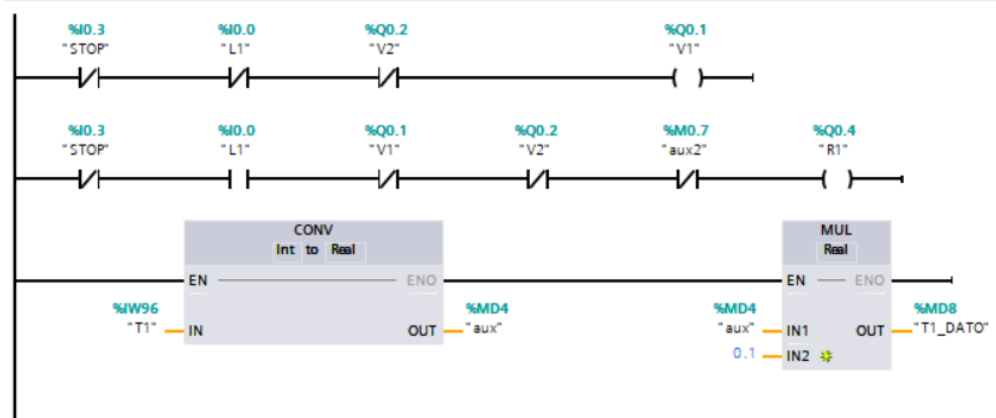 %I0.3 %I0.0 %Q0.2 %Q0.1
"STOP" "L1" "V2" "V1"
%I0.3 %I0.0 %Q0.1 %Q0.2 %M0.7 %Q0.4
"STOP" "L1" "V1" "V2" "aux2" "R1"
CONV MUL
Int to Real Real
EN ENO EN ENO
%IW96 %MD4 %MD4 %MD8
"T1" IN OUT "aux" "aux" IN1 OUT "T1_DATO"
0.1 IN2